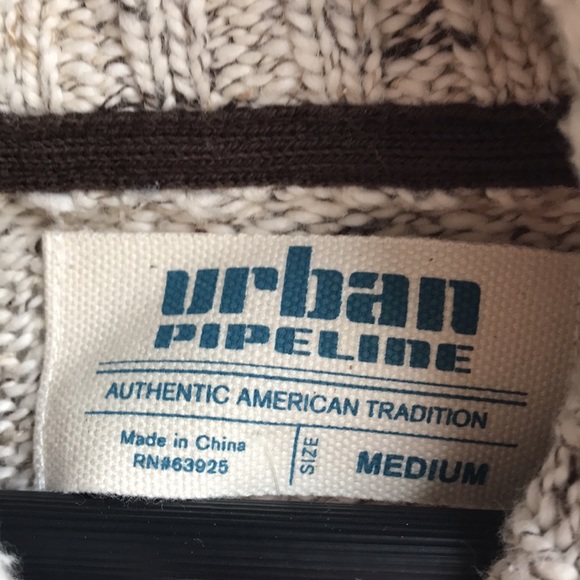 urban
PIPELINE
AUTHENTIC AMERICAN TRADITION
Made in China
RN#63925
SIZE
MEDIUM